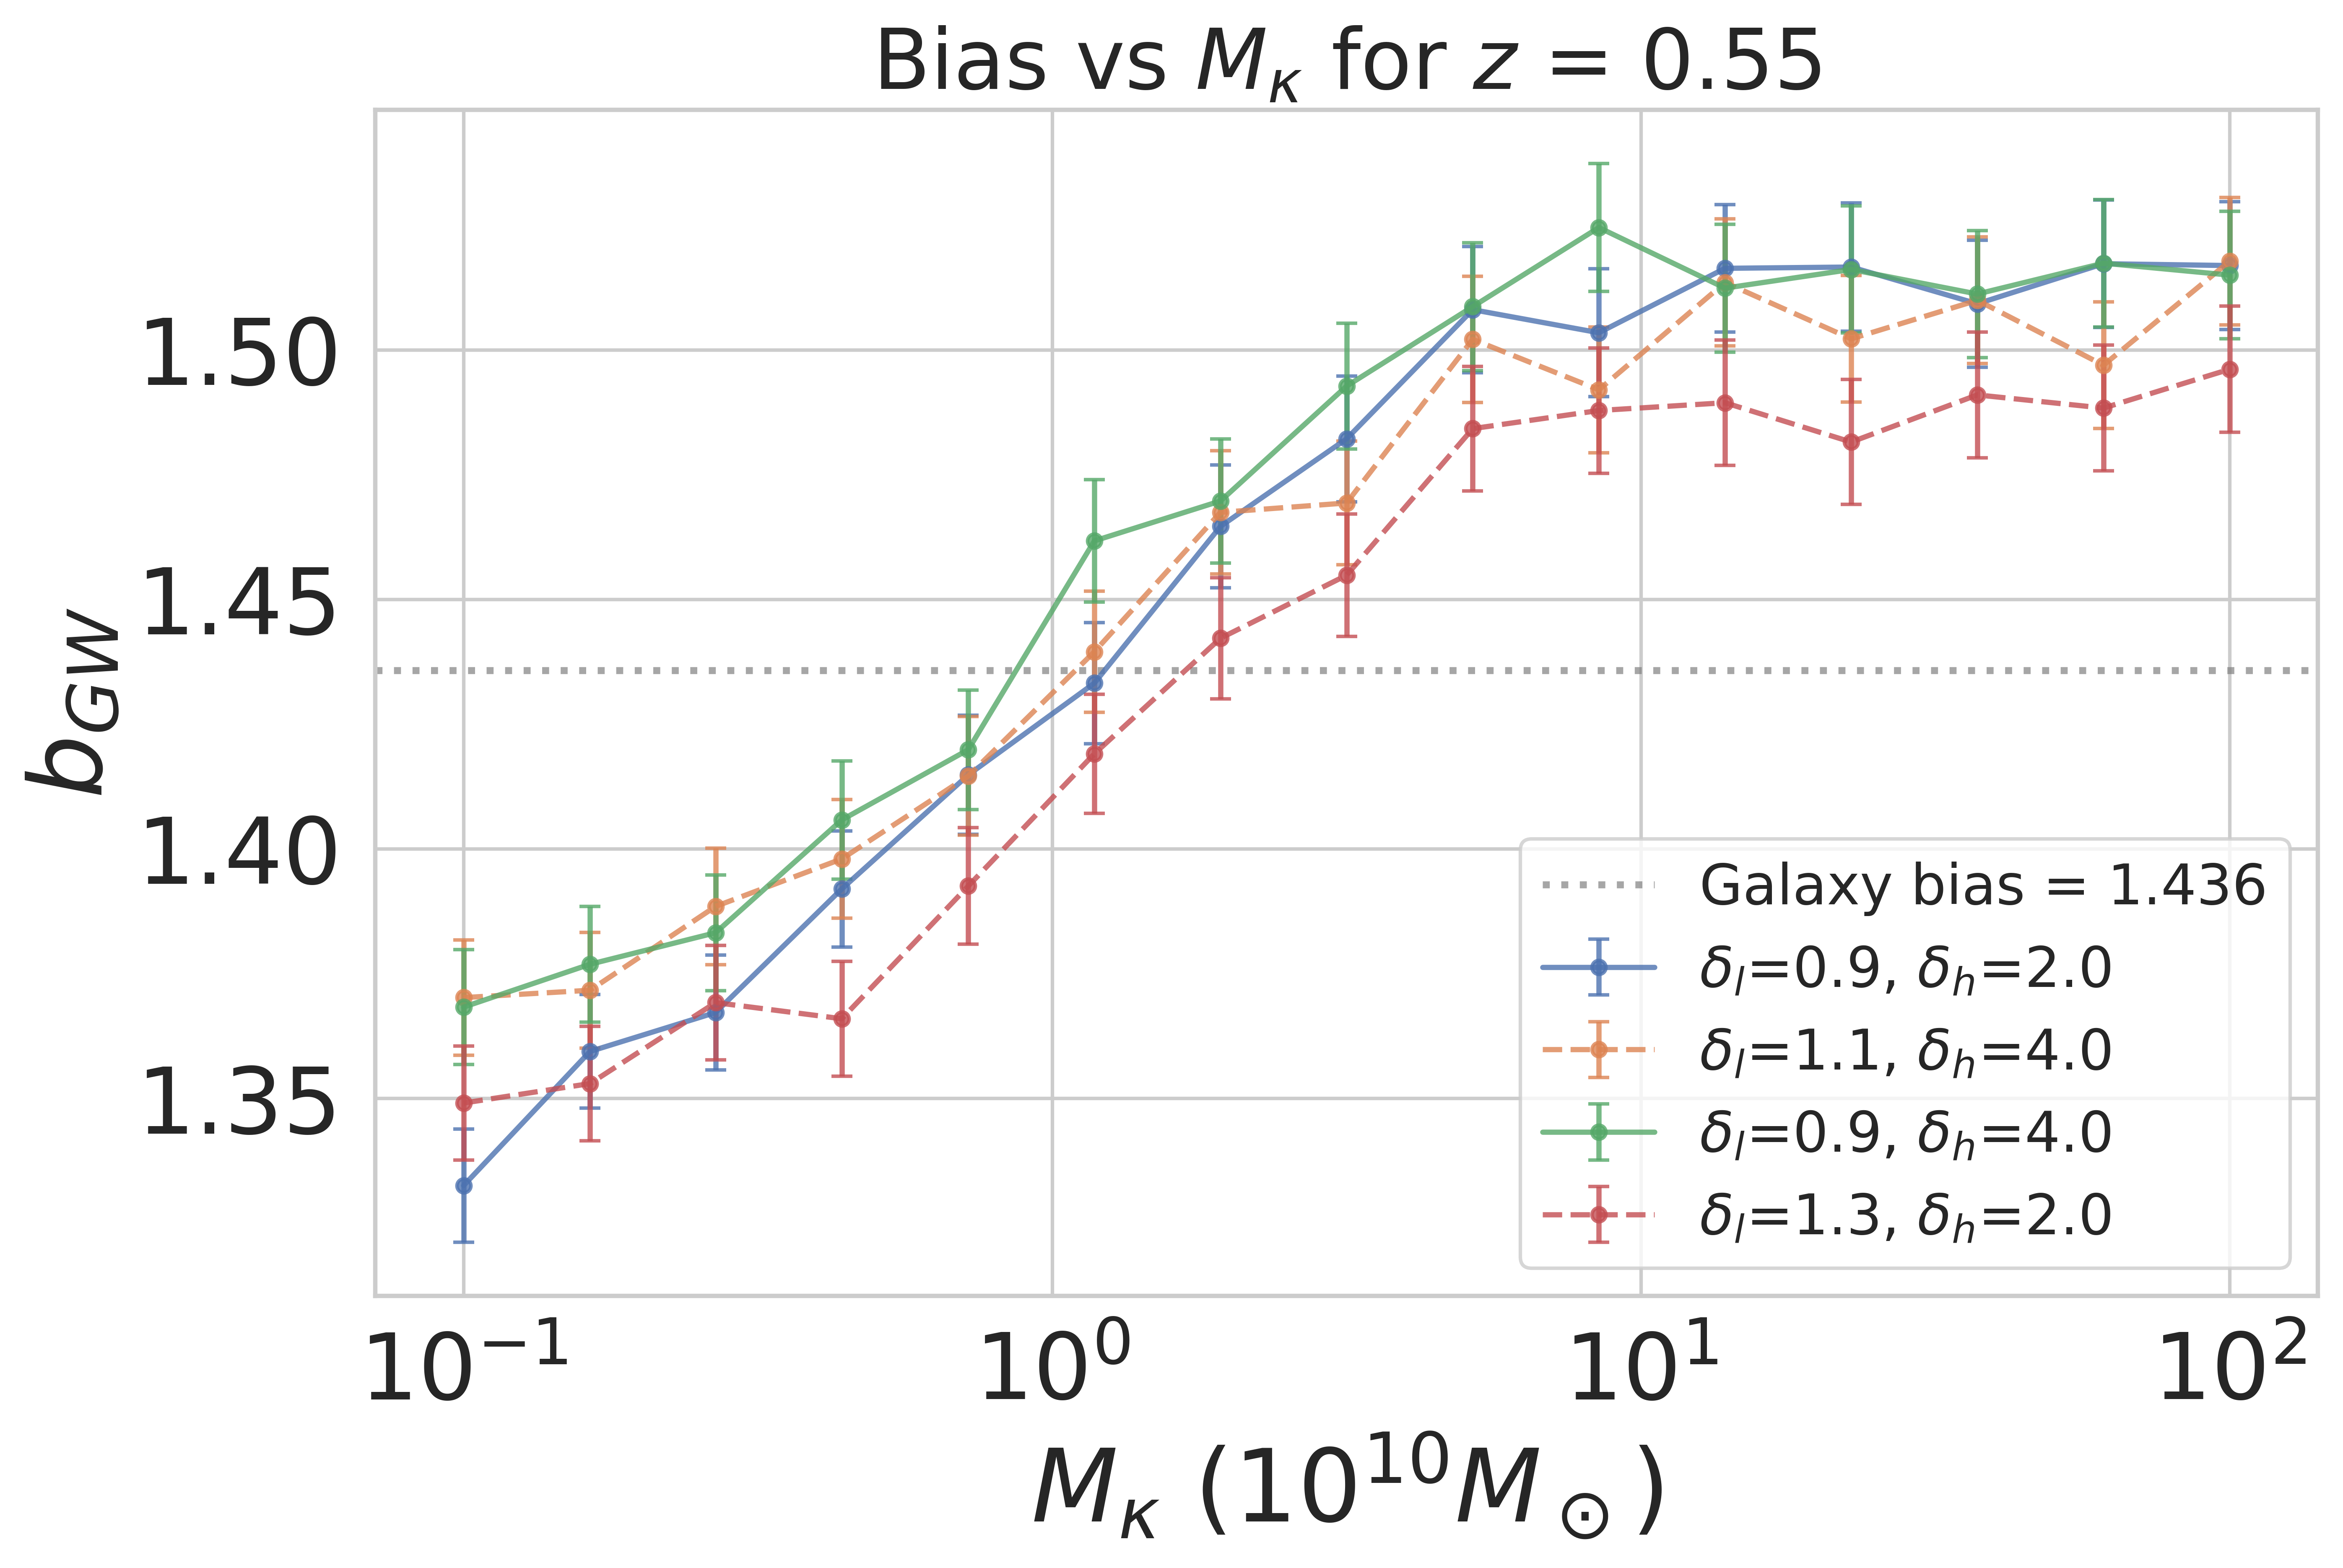 Bias vs $M_\kappa$ for $z$ = 0.55
$b_{GW}$
1.50
1.45
1.40
1.35
Galaxy bias = 1.436
$\delta_l$=0.9, $\delta_h$=2.0
$\delta_l$=1.1, $\delta_h$=4.0
$\delta_l$=0.9, $\delta_h$=4.0
$\delta_l$=1.3, $\delta_h$=2.0
$10^{-1}$ $10^0$ $10^1$ $10^2$
$M_\kappa$ ($10^{10} M_\odot$)